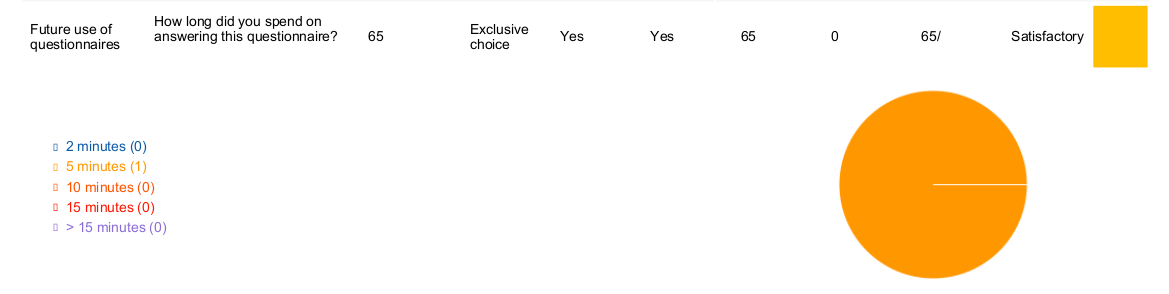 Future use of
questionnaires
How long did you spend on
answering this questionnaire?
65
Exclusive
choice
Yes
Yes
65
0
65/
Satisfactory
2 minutes (0)
5 minutes (1)
10 minutes (0)
15 minutes (0)
> 15 minutes (0)